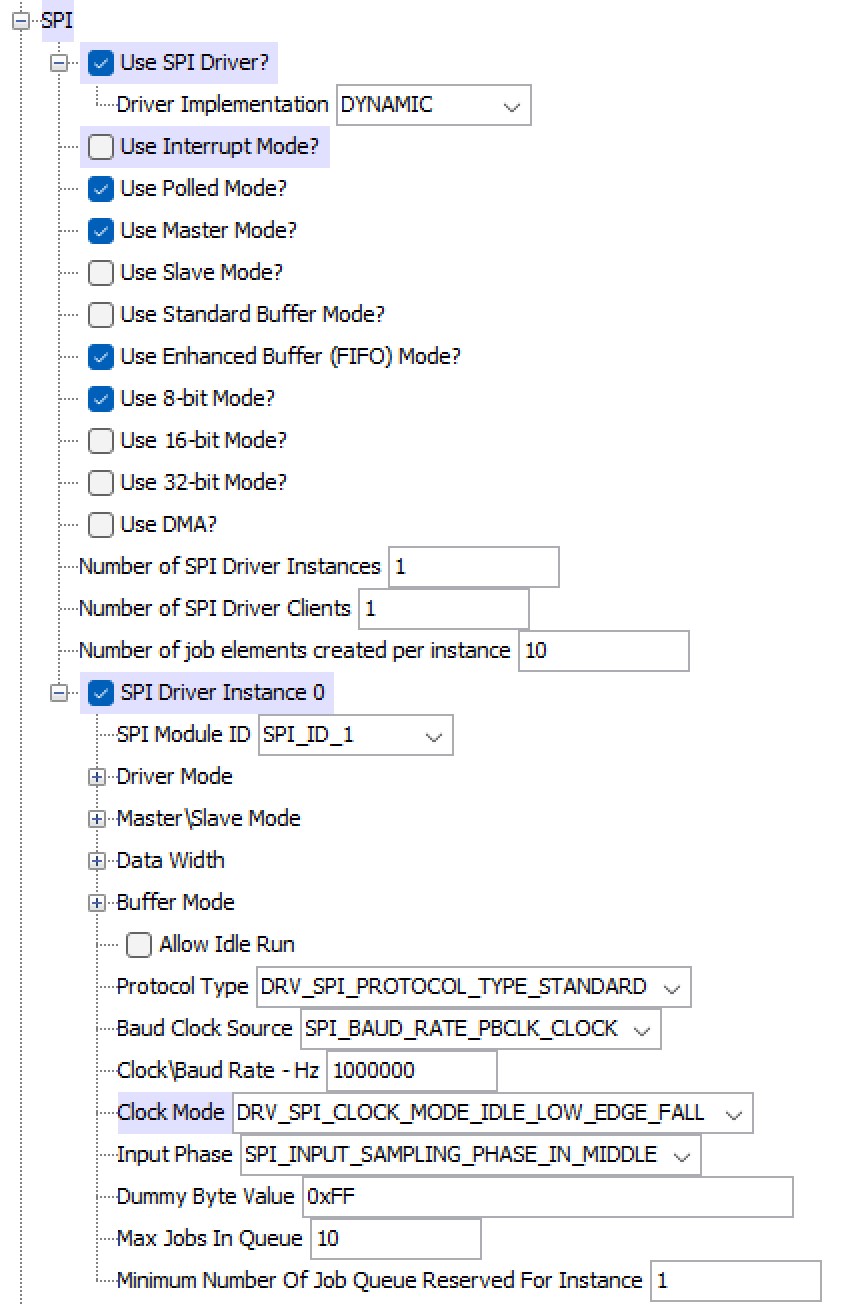 SPI
Use SPI Driver?
Driver Implementation DYNAMIC
Use Interrupt Mode?
Use Polled Mode?
Use Master Mode?
Use Slave Mode?
Use Standard Buffer Mode?
Use Enhanced Buffer (FIFO) Mode?
Use 8-bit Mode?
Use 16-bit Mode?
Use 32-bit Mode?
Use DMA?
Number of SPI Driver Instances 1
Number of SPI Driver Clients 1
Number of job elements created per instance 10
SPI Driver Instance 0
SPI Module ID SPI_ID_1
Driver Mode
Master\Slave Mode
Data Width
Buffer Mode
Allow Idle Run
Protocol Type DRV_SPI_PROTOCOL_TYPE_STANDARD
Baud Clock Source SPI_BAUD_RATE_PBCLK_CLOCK
Clock\Baud Rate - Hz 1000000
Clock Mode DRV_SPI_CLOCK_MODE_IDLE_LOW_EDGE_FALL
Input Phase SPI_INPUT_SAMPLING_PHASE_IN_MIDDLE
Dummy Byte Value 0xFF
Max Jobs In Queue 10
Minimum Number Of Job Queue Reserved For Instance 1